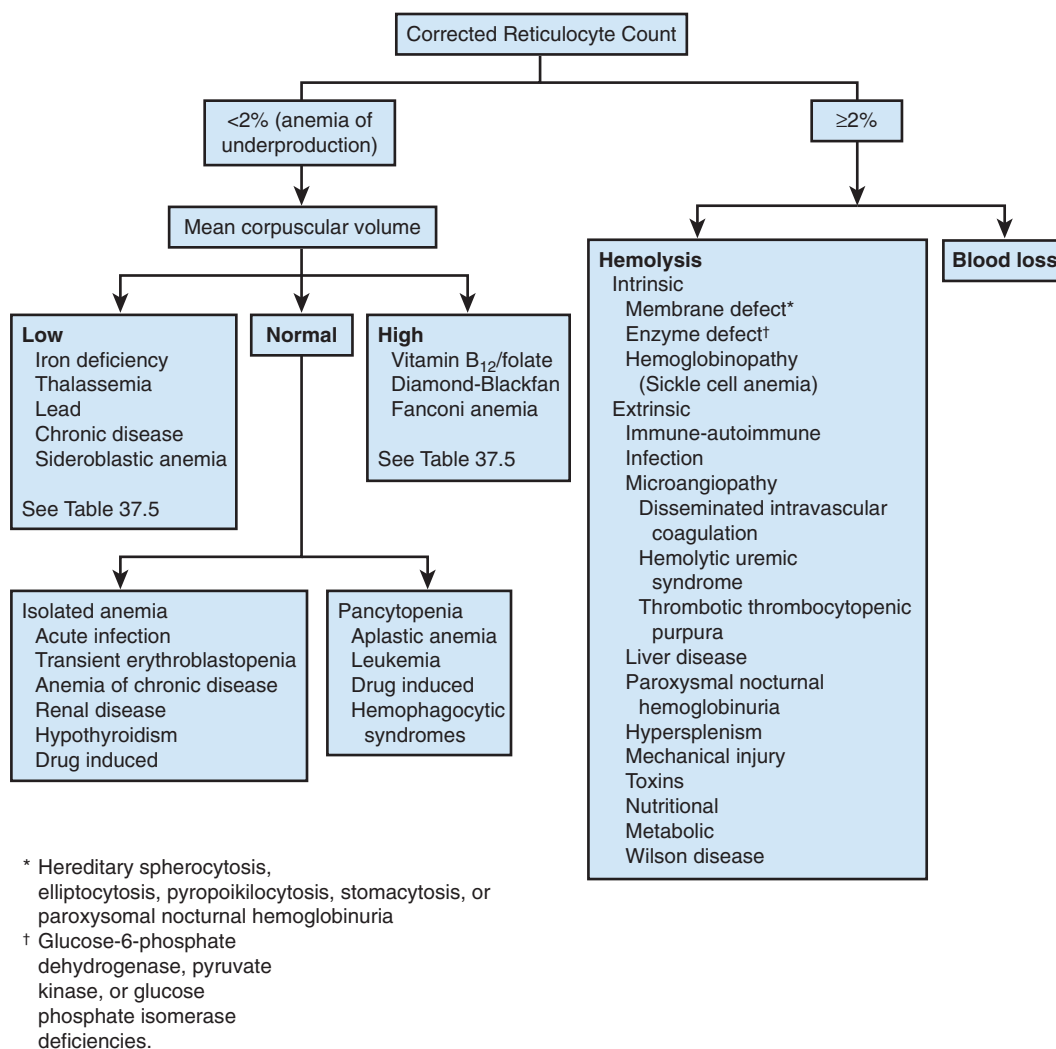 Corrected Reticulocyte Count
<2% (anemia of
underproduction)
≥2%
Mean corpuscular volume
Low
Iron deficiency
Thalassemia
Lead
Chronic disease
Sideroblastic anemia
See Table 37.5
Normal
High
Vitamin B12/folate
Diamond-Blackfan
Fanconi anemia
See Table 37.5
Isolated anemia
Acute infection
Transient erythroblastopenia
Anemia of chronic disease
Renal disease
Hypothyroidism
Drug induced
Pancytopenia
Aplastic anemia
Leukemia
Drug induced
Hemophagocytic
syndromes
Hemolysis
Intrinsic
Membrane defect*
Enzyme defect†
Hemoglobinopathy
(Sickle cell anemia)
Extrinsic
Immune-autoimmune
Infection
Microangiopathy
Disseminated intravascular
coagulation
Hemolytic uremic
syndrome
Thrombotic thrombocytopenic
purpura
Liver disease
Paroxysmal nocturnal
hemoglobinuria
Hypersplenism
Mechanical injury
Toxins
Nutritional
Metabolic
Wilson disease
Blood loss
* Hereditary spherocytosis,
elliptocytosis, pyropoikilocytosis, stomacytosis, or
paroxysomal nocturnal hemoglobinuria
† Glucose-6-phosphate
dehydrogenase, pyruvate
kinase, or glucose
phosphate isomerase
deficiencies.